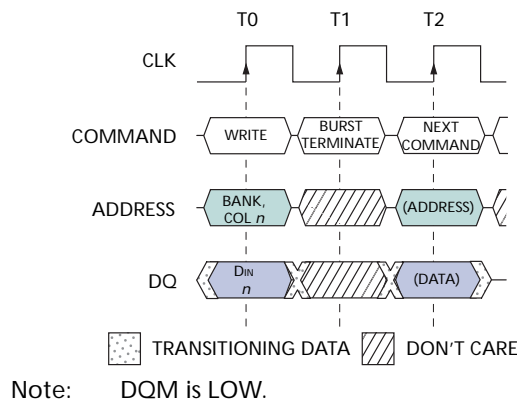 T0 T1 T2
CLK
COMMAND WRITE BURST TERMINATE NEXT COMMAND
ADDRESS BANK, COL n (ADDRESS)
DQ DIN n (DATA)
TRANSITIONING DATA DON'T CARE
Note: DQM is LOW.